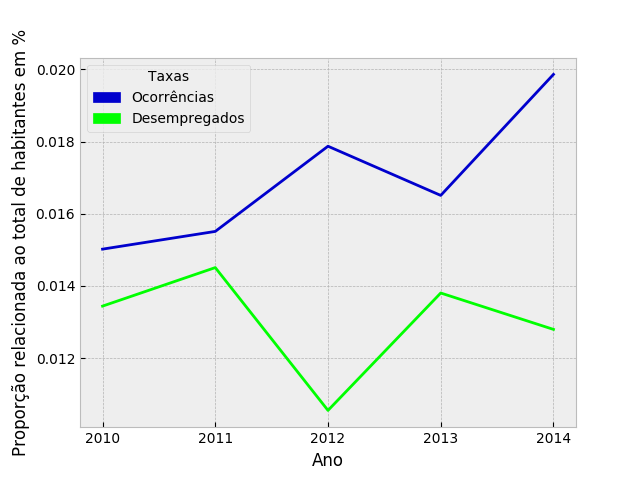 Proporção relacionada ao total de habitantes em %
0.020
0.018
0.016
0.014
0.012
Taxas
Ocorrências
Desempregados
2010 2011 2012 2013 2014
Ano